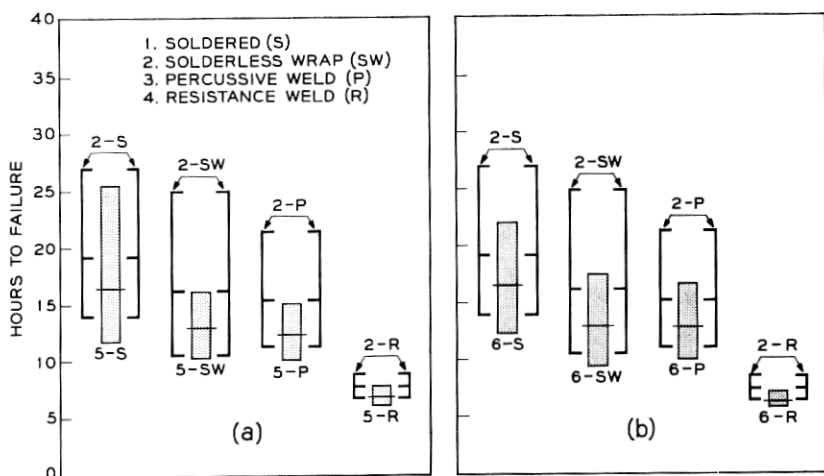 40
35
30
25
20
15
10
5
0
HOURS TO FAILURE
1. SOLDERED (S)
2. SOLDERLESS WRAP (SW)
3. PERCUSSIVE WELD (P)
4. RESISTANCE WELD (R)
2-S
2-SW
2-P
2-R
5-S
5-SW
5-P
5-R
(a)
2-S
2-SW
2-P
2-R
6-S
6-SW
6-P
6-R
(b)